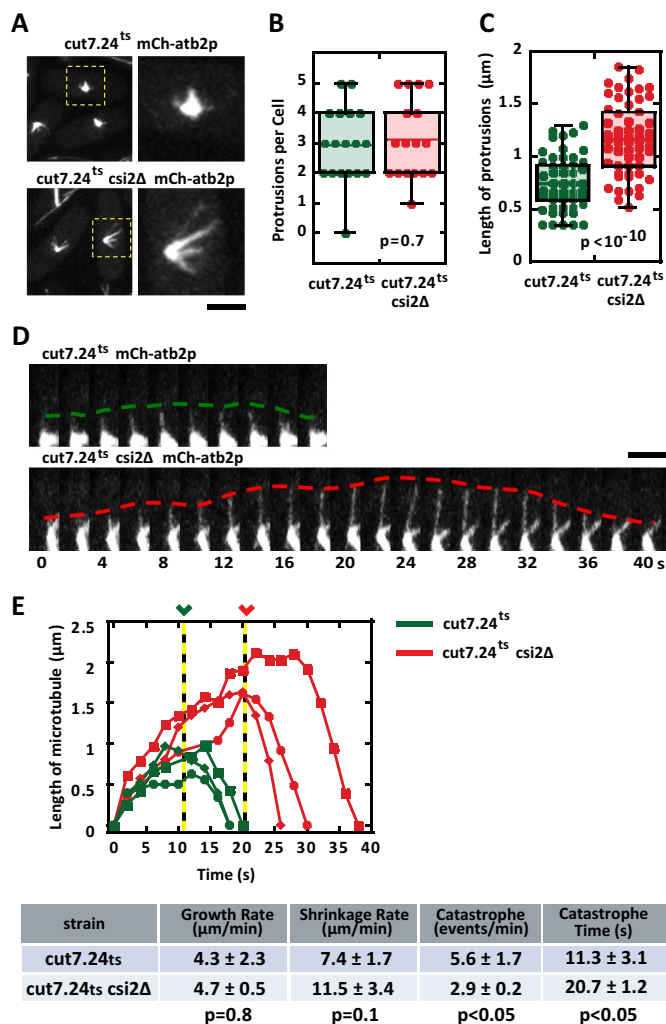 A
cut7.24ts mCh-atb2p
cut7.24ts csi2Δ mCh-atb2p
B
Protrusions per Cell
5
4
3
2
1
0
p=0.7
cut7.24ts
cut7.24ts csi2Δ
C
Length of protrusions (μm)
2
1.5
1
0.5
0
p<10-10
cut7.24ts
cut7.24ts csi2Δ
D
cut7.24ts mCh-atb2p
cut7.24ts csi2Δ mCh-atb2p
0 4 8 12 16 20 24 28 32 36 40 s
E
Length of microtubule (μm)
2.5
2
1.5
1
0.5
0
0 5 10 15 20 25 30 35 40
Time (s)
cut7.24ts
cut7.24ts csi2Δ
strain Growth Rate (μm/min) Shrinkage Rate (μm/min) Catastrophe (events/min) Catastrophe Time (s)
cut7.24ts 4.3 ± 2.3 7.4 ± 1.7 5.6 ± 1.7 11.3 ± 3.1
cut7.24ts csi2Δ 4.7 ± 0.5 11.5 ± 3.4 2.9 ± 0.2 20.7 ± 1.2
p=0.8 p=0.1 p<0.05 p<0.05